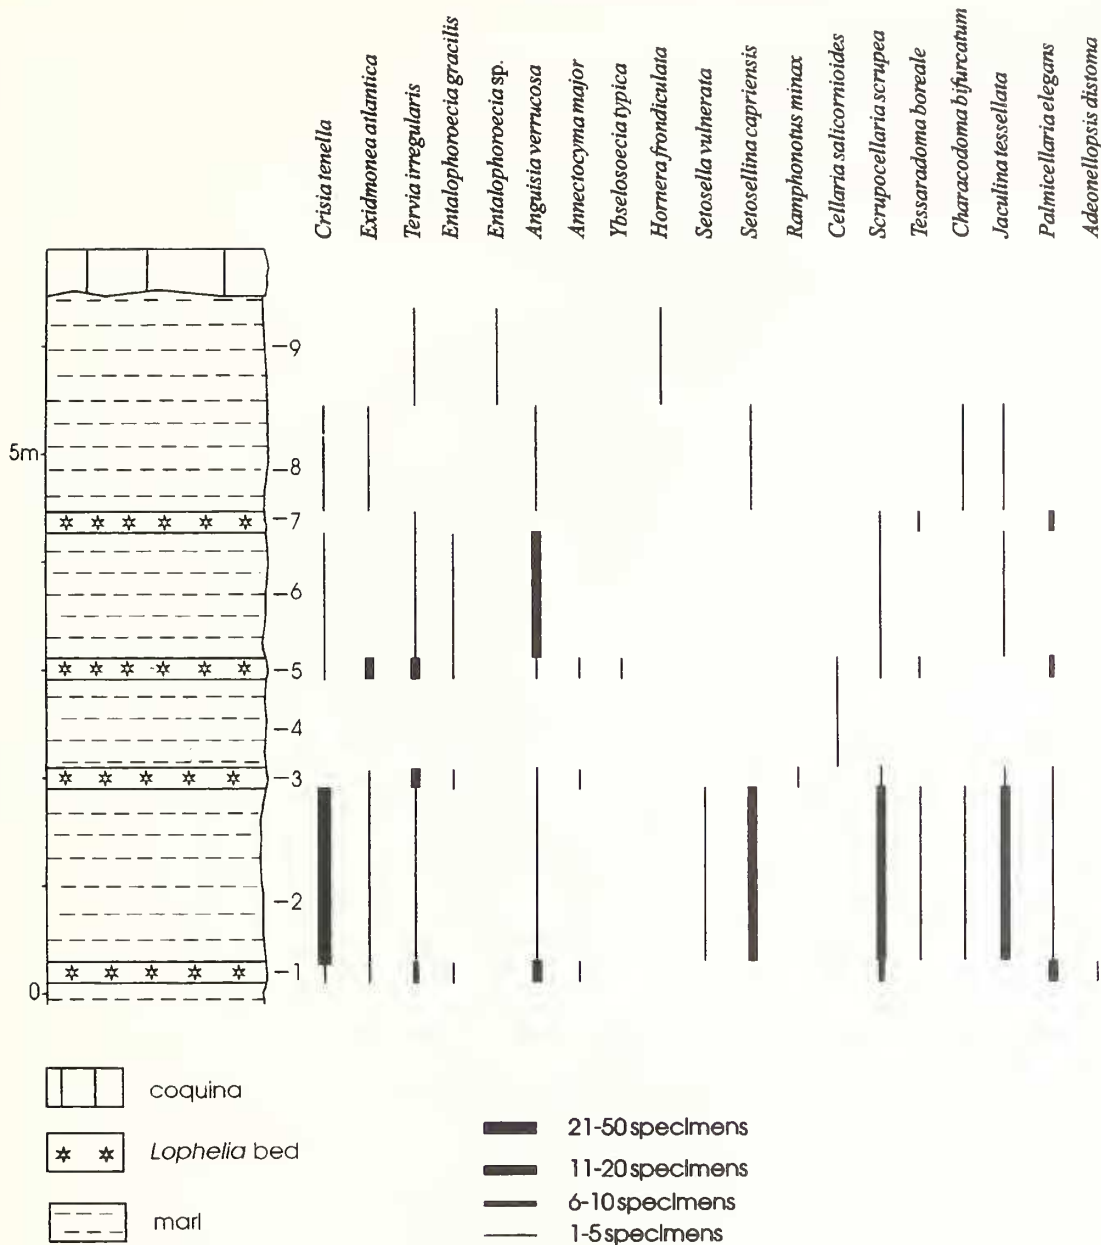 Crisia tenella
Exidmonea atlantica
Tervia irregularis
Entalophoroecia gracilis
Entalophoroecia sp.
Anguisia verrucosa
Annectocyma major
Ybselosoecia typica
Hornera frondiculata
Setosella vulnerata
Setosellina capriensis
Ramphonotus minax
Cellaria salicornioides
Scrupocellaria scrupea
Tessaradoma boreale
Characodoma bifurcatum
Jaculina tessellata
Palmicellaria elegans
Adeonellopsis distoma
9
5m
8
7
6
5
4
3
2
1
0
coquina
Lophelia bed
marl
21-50 specimens
11-20 specimens
6-10 specimens
1-5 specimens